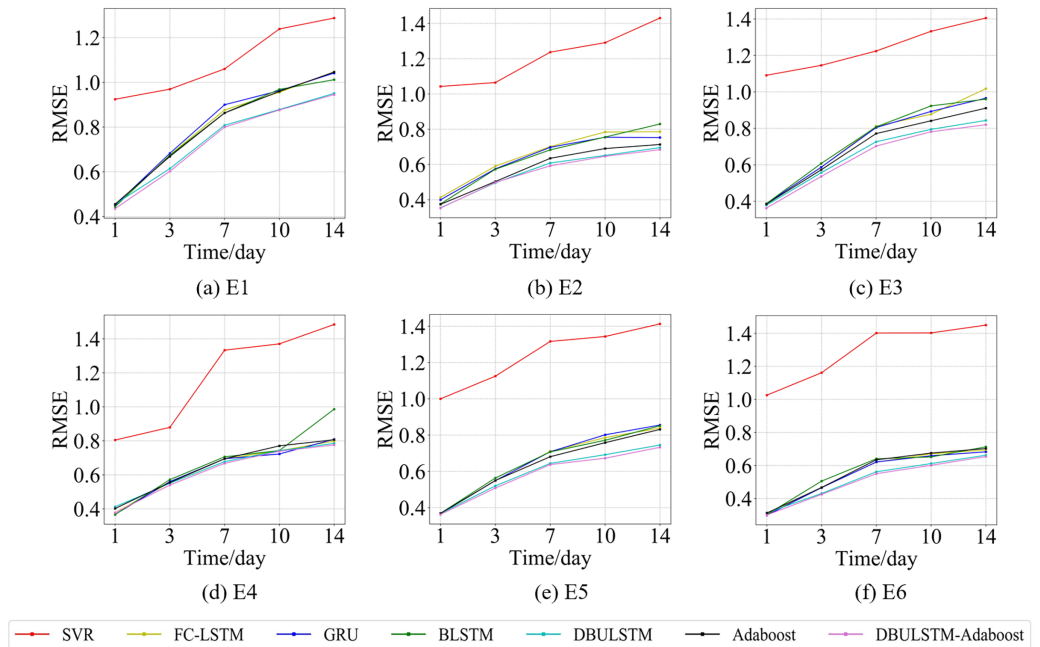 RMSE
1.2
1.0
0.8
0.6
0.4
1 3 7 10 14
Time/day
(a) E1
RMSE
1.4
1.2
1.0
0.8
0.6
0.4
1 3 7 10 14
Time/day
(b) E2
RMSE
1.4
1.2
1.0
0.8
0.6
0.4
1 3 7 10 14
Time/day
(c) E3
RMSE
1.4
1.2
1.0
0.8
0.6
0.4
1 3 7 10 14
Time/day
(d) E4
RMSE
1.4
1.2
1.0
0.8
0.6
0.4
1 3 7 10 14
Time/day
(e) E5
RMSE
1.4
1.2
1.0
0.8
0.6
0.4
1 3 7 10 14
Time/day
(f) E6
SVR FC-LSTM GRU BLSTM DBULSTM Adaboost DBULSTM-Adaboost